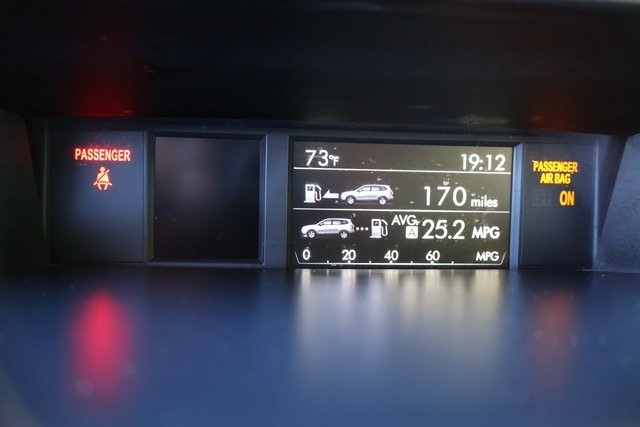 PASSENGER
73°F 19:12
170 miles
AVG. A 25.2 MPG
0 20 40 60 MPG
PASSENGER
AIR BAG
OFF ON